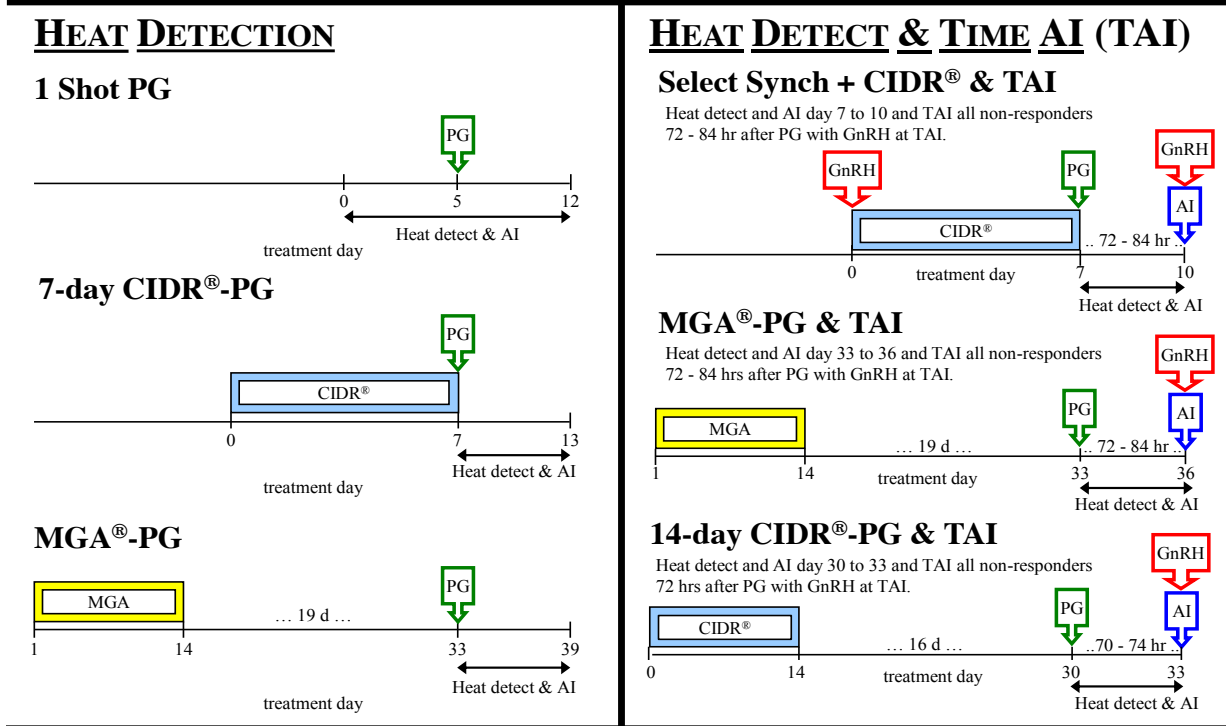 HEAT DETECTION
1 Shot PG
PG
0 5 12
Heat detect & AI
treatment day
7-day CIDR®-PG
PG
CIDR®
0 7 13
Heat detect & AI
treatment day
MGA®-PG
PG
MGA
… 19 d …
1 14 33 39
Heat detect & AI
treatment day
HEAT DETECT & TIME AI (TAI)
Select Synch + CIDR® & TAI
Heat detect and AI day 7 to 10 and TAI all non-responders
72 - 84 hr after PG with GnRH at TAI.
GnRH
GnRH PG
AI
CIDR®
.. 72 - 84 hr ..
0 treatment day 7 10
Heat detect & AI
MGA®-PG & TAI
Heat detect and AI day 33 to 36 and TAI all non-responders
72 - 84 hrs after PG with GnRH at TAI.
GnRH
PG AI
MGA
… 19 d … .. 72 - 84 hr ..
1 14 treatment day 33 36
Heat detect & AI
14-day CIDR®-PG & TAI
Heat detect and AI day 30 to 33 and TAI all non-responders
72 hrs after PG with GnRH at TAI.
GnRH
PG AI
CIDR®
… 16 d … ..70 - 74 hr ..
0 14 treatment day 30 33
Heat detect & AI